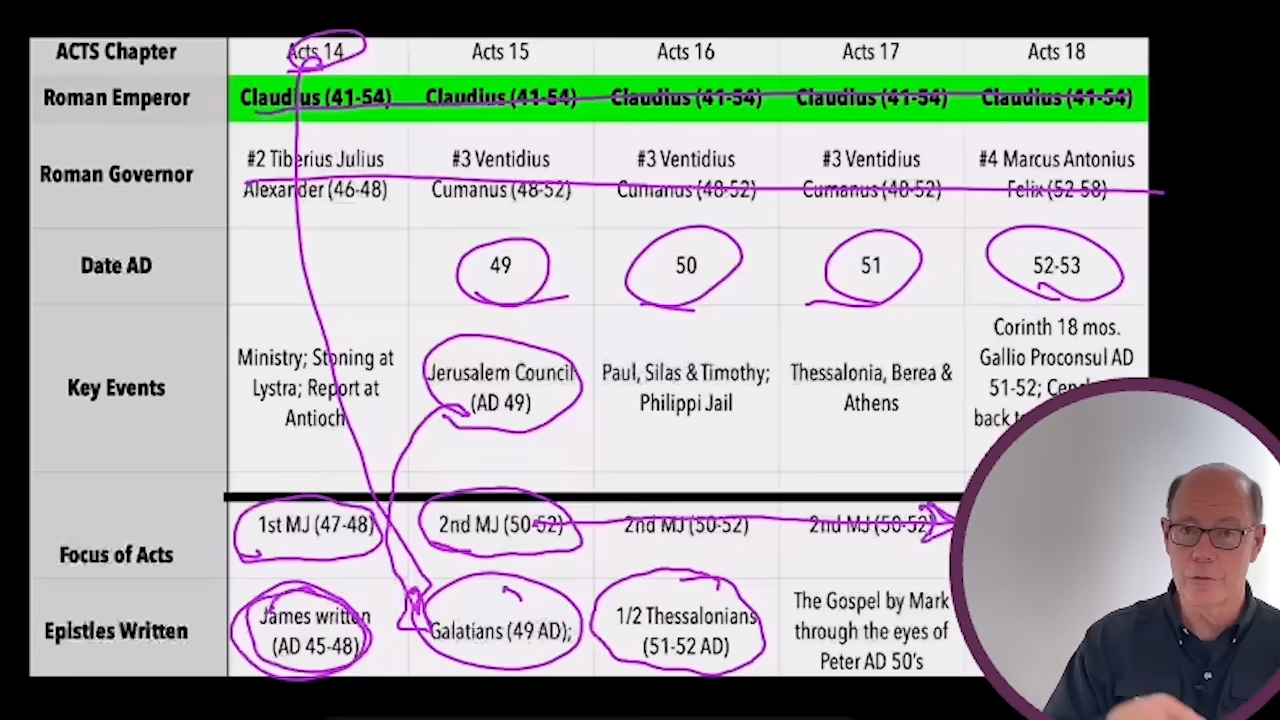 ACTS Chapter Acts 14 Acts 15 Acts 16 Acts 17 Acts 18
Roman Emperor Claudius (41-54) Claudius (41-54) Claudius (41-54) Claudius (41-54) Claudius (41-54)
Roman Governor
#2 Tiberius Julius
Alexander (46-48)
#3 Ventidius
Cumanus (48-52)
#3 Ventidius
Cumanus (48-52)
#3 Ventidius
Cumanus (48-52)
#4 Marcus Antonius
Felix (52-58)
Date AD 49 50 51 52-53
Key Events
Ministry; Stoning at
Lystra; Report at
Antioch
Jerusalem Council
(AD 49)
Paul, Silas & Timothy;
Philippi Jail
Thessalonia, Berea &
Athens
Corinth 18 mos.
Gallio Proconsul AD
51-52;
back
Focus of Acts
1st MJ (47-48) 2nd MJ (50-52) 2nd MJ (50-52) 2nd MJ (50-52)
Epistles Written
James written
(AD 45-48)
Galatians (49 AD);
1/2 Thessalonians
(51-52 AD)
The Gospel by Mark
through the eyes of
Peter AD 50's